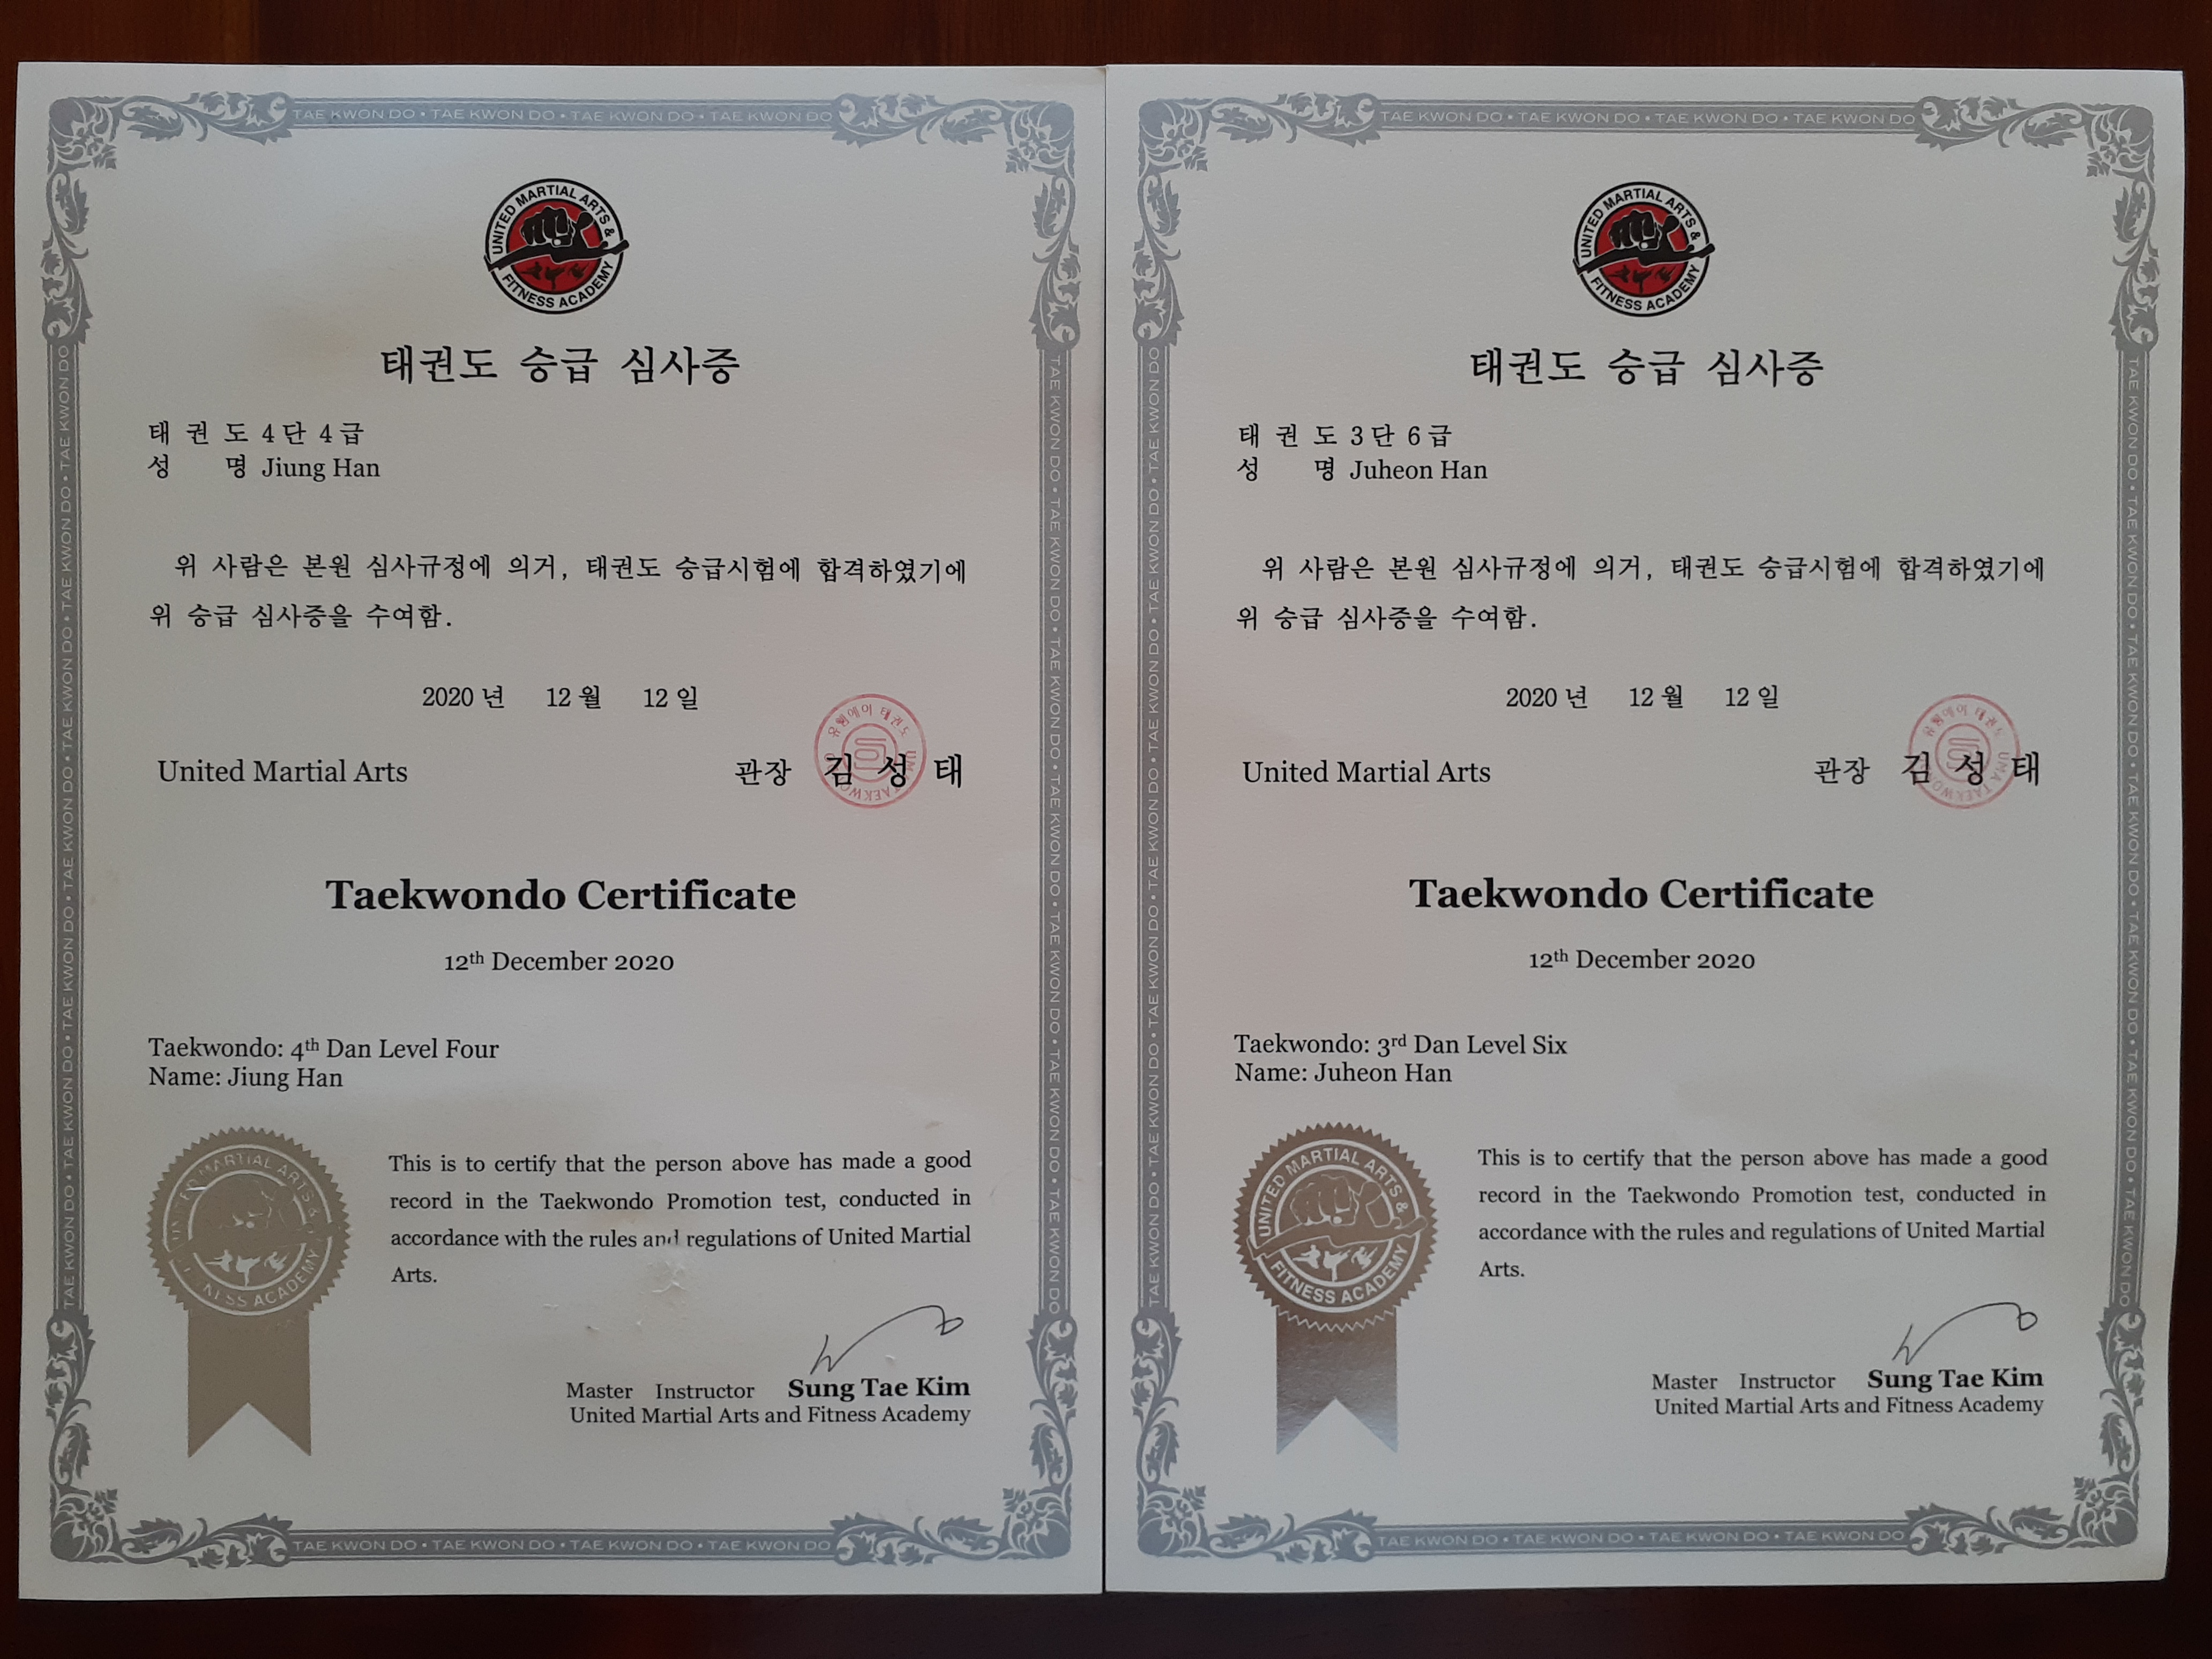 TAE KWON DO • TAE KWON DO • TAE KWON DO • TAE KWON DO
UNITED MARTIAL ARTS &
FITNESS ACADEMY
태권도 승급 심사증
태 권 도 4단 4급
성 명 Jiung Han
위 사람은 본원 심사규정에 의거, 태권도 승급시험에 합격하였기에
위 승급 심사증을 수여함.
2020 년 12 월 12 일
United Martial Arts
관장 김 성 태
Taekwondo Certificate
12th December 2020
Taekwondo: 4th Dan Level Four
Name: Jiung Han
This is to certify that the person above has made a good
record in the Taekwondo Promotion test, conducted in
accordance with the rules and regulations of United Martial
Arts.
MARTIAL ARTS &
ACADEMY
Master Instructor Sung Tae Kim
United Martial Arts and Fitness Academy
TAE KWON DO • TAE KWON DO • TAE KWON DO • TAE KWON DO
TAE KWON DO • TAE KWON DO • TAE KWON DO • TAE KWON DO
UNITED MARTIAL ARTS &
FITNESS ACADEMY
태권도 승급 심사증
태 권 도 3단 6급
성 명 Juheon Han
위 사람은 본원 심사규정에 의거, 태권도 승급시험에 합격하였기에
위 승급 심사증을 수여함.
2020 년 12 월 12 일
United Martial Arts
관장 김 성 태
Taekwondo Certificate
12th December 2020
Taekwondo: 3rd Dan Level Six
Name: Juheon Han
This is to certify that the person above has made a good
record in the Taekwondo Promotion test, conducted in
accordance with the rules and regulations of United Martial
Arts.
UNITED MARTIAL ARTS &
FITNESS ACADEMY
Master Instructor Sung Tae Kim
United Martial Arts and Fitness Academy
TAE KWON DO • TAE KWON DO • TAE KWON DO • TAE KWON DO